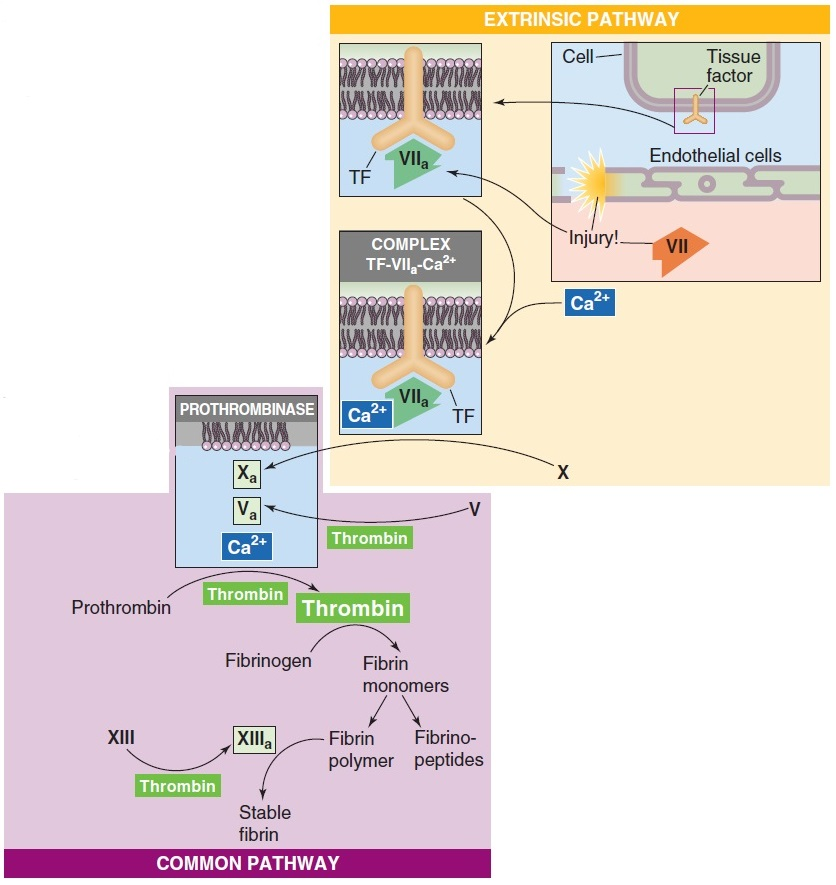 EXTRINSIC PATHWAY
Cell
Tissue
factor
VIIa
TF
Endothelial cells
Injury!
VII
COMPLEX
TF-VIIa-Ca2+
Ca2+
VIIa
Ca2+
TF
PROTHROMBINASE
Xa
X
Va
V
Ca2+
Thrombin
Thrombin
Prothrombin
Thrombin
Fibrinogen
Fibrin
monomers
XIII
XIIIa
Fibrin
polymer
Fibrino-
peptides
Thrombin
Stable
fibrin
COMMON PATHWAY